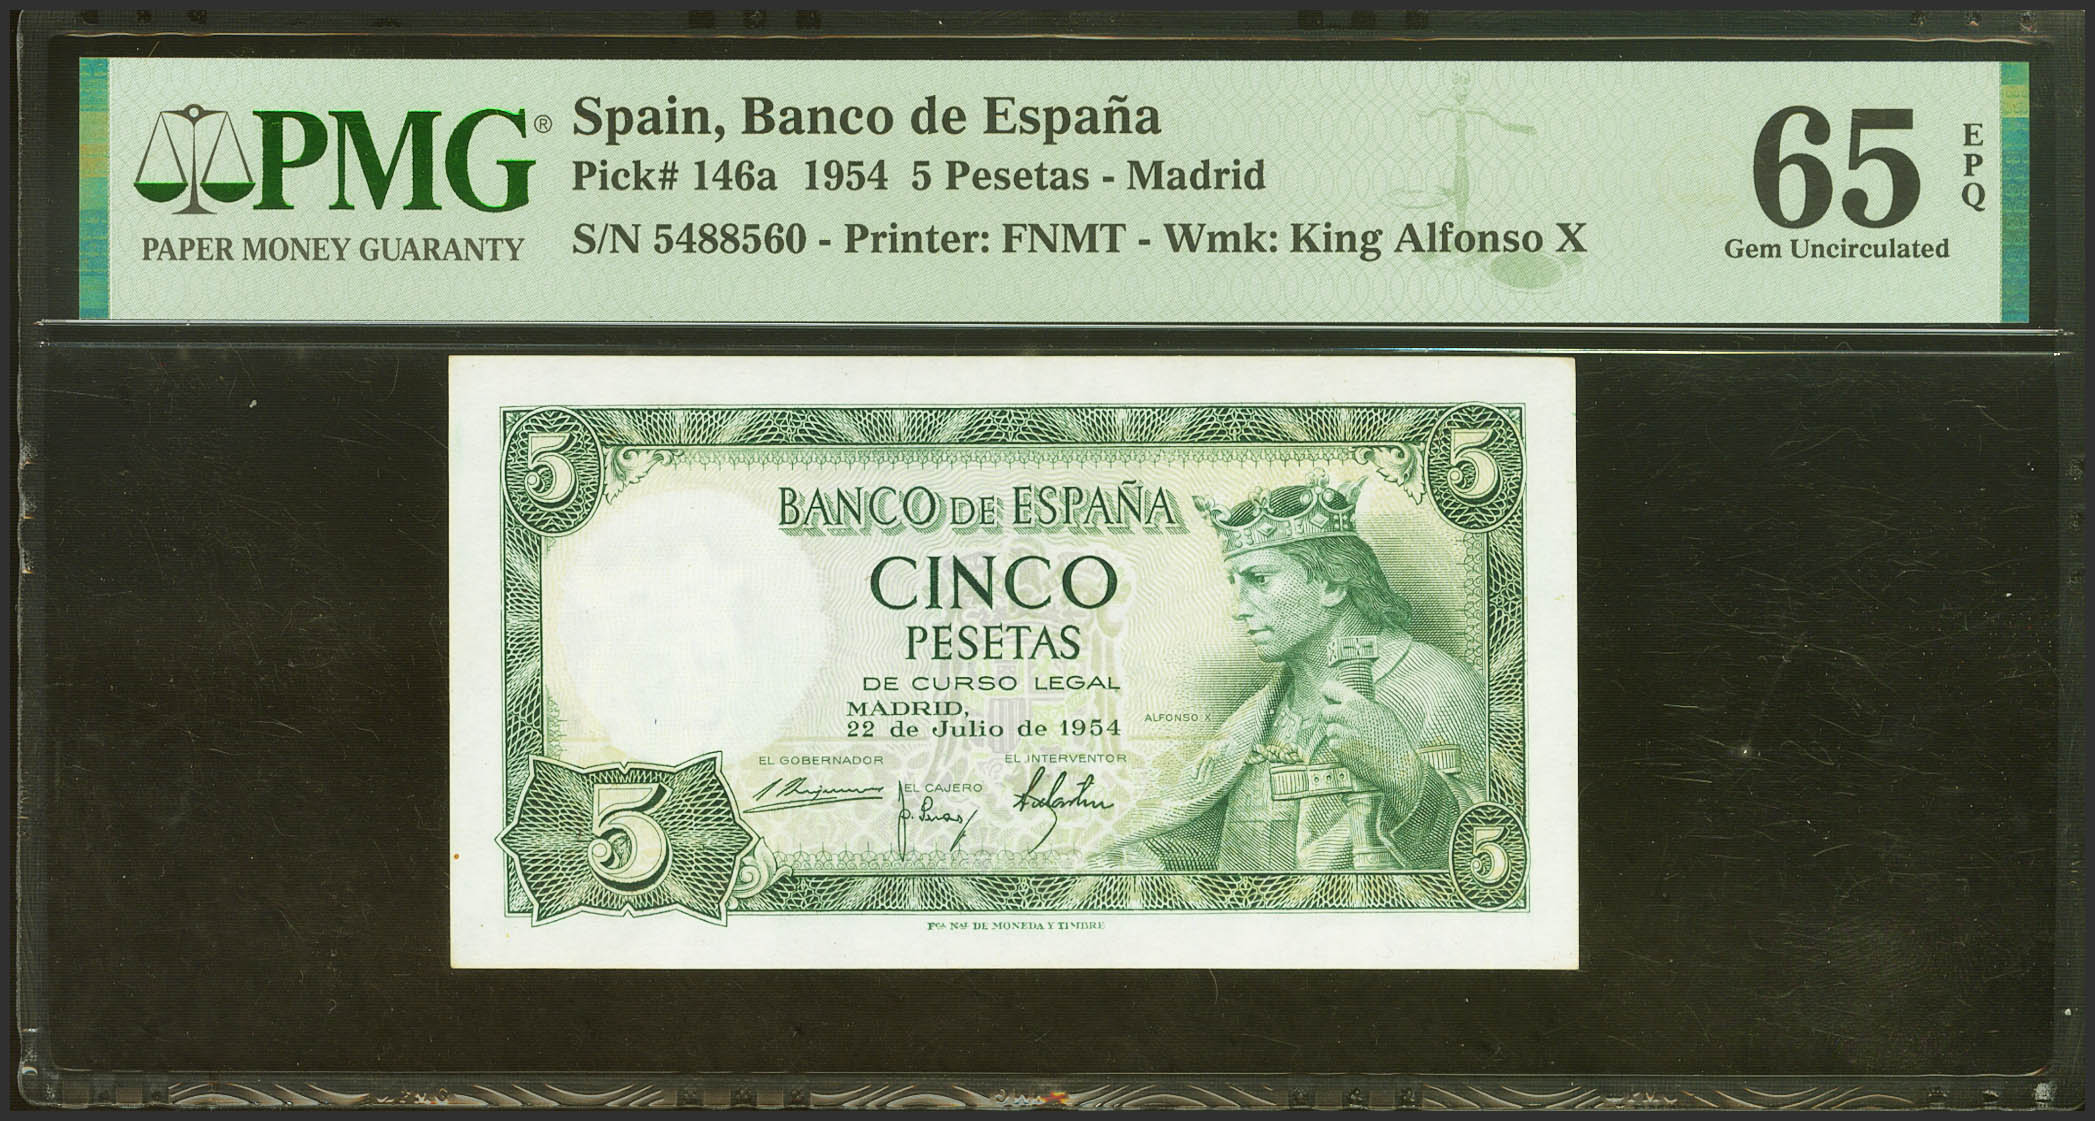 PMG®
PAPER MONEY GUARANTY
Spain, Banco de España
Pick# 146a 1954 5 Pesetas - Madrid
S/N 5488560 - Printer: FNMT - Wmk: King Alfonso X
65
EPQ
Gem Uncirculated
5
5
BANCO DE ESPAÑA
CINCO
PESETAS
DE CURSO LEGAL
MADRID,
22 de Julio de 1954
ALFONSO X
EL GOBERNADOR
EL INTERVENTOR
EL CAJERO
5
5
Fca Nal DE MONEDA Y TIMBRE